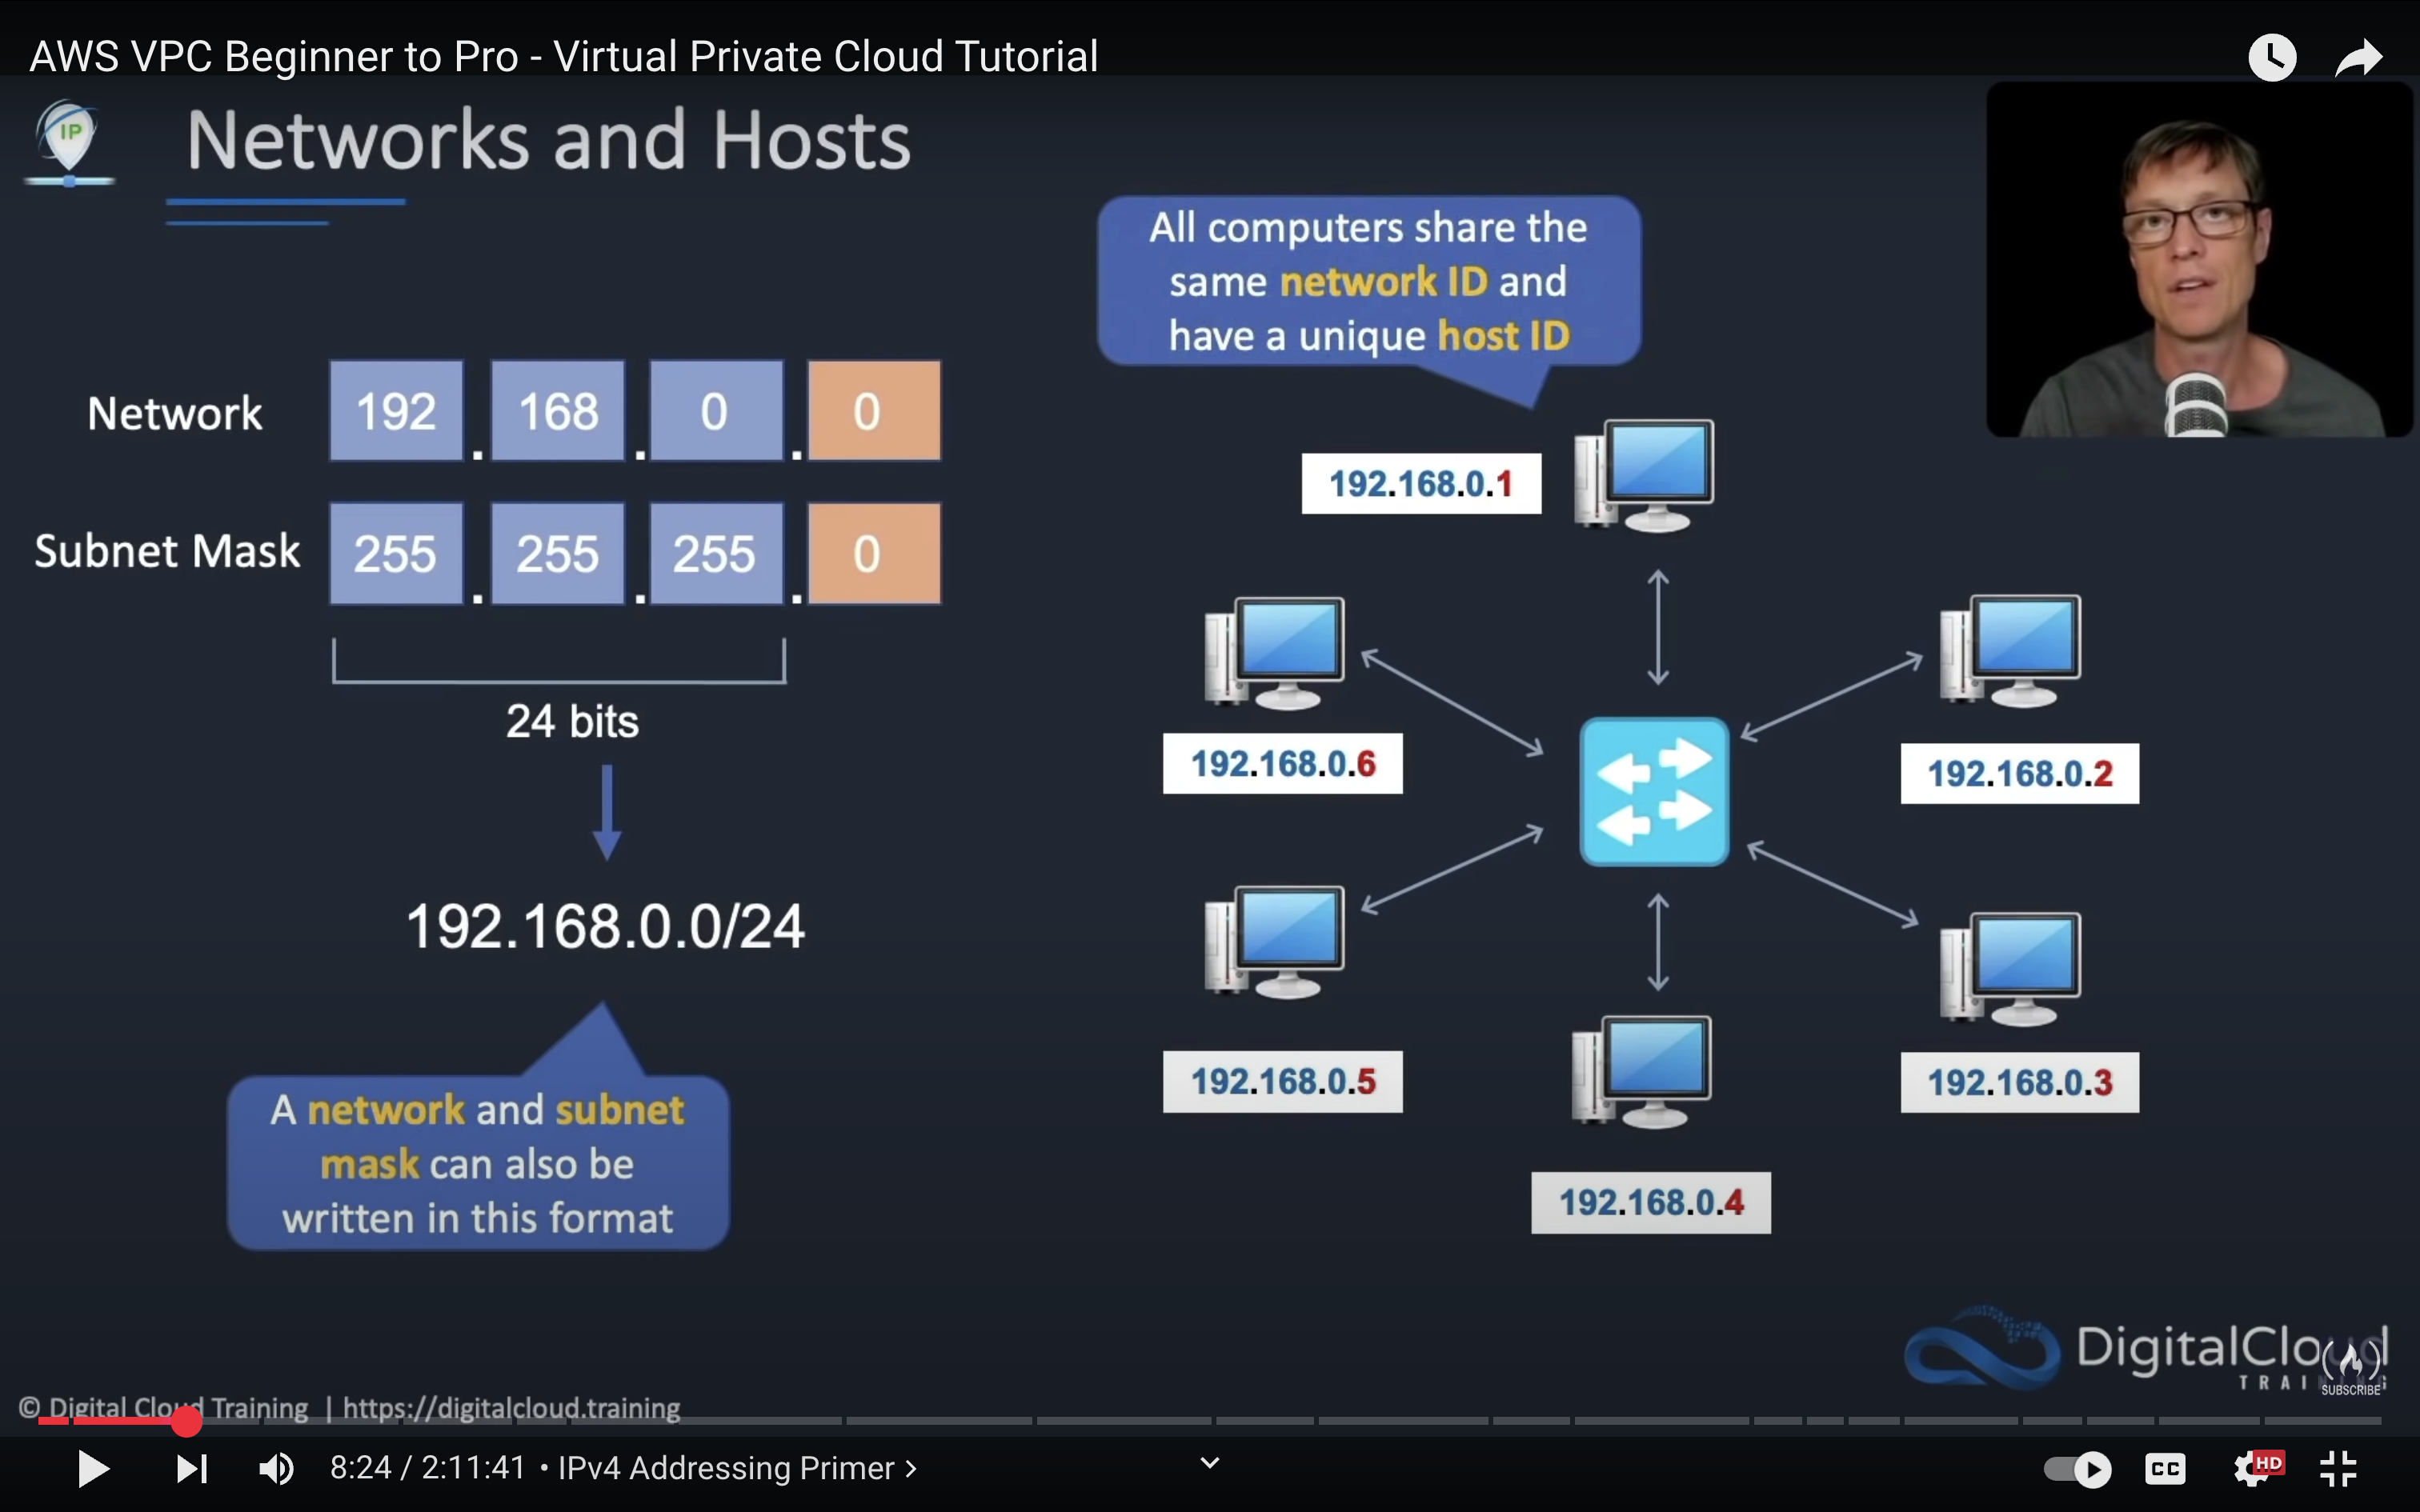 AWS VPC Beginner to Pro - Virtual Private Cloud Tutorial
IP
Networks and Hosts
All computers share the
same network ID and
have a unique host ID
Network 192.168.0.0
Subnet Mask 255.255.255.0
24 bits
192.168.0.0/24
A network and subnet
mask can also be
written in this format
192.168.0.1
192.168.0.6
192.168.0.2
192.168.0.5
192.168.0.3
192.168.0.4
DigitalCloud
TRAINING
SUBSCRIBE
© Digital Cloud Training | https://digitalcloud.training
8:24 / 2:11:41 • IPv4 Addressing Primer >
CC
HD